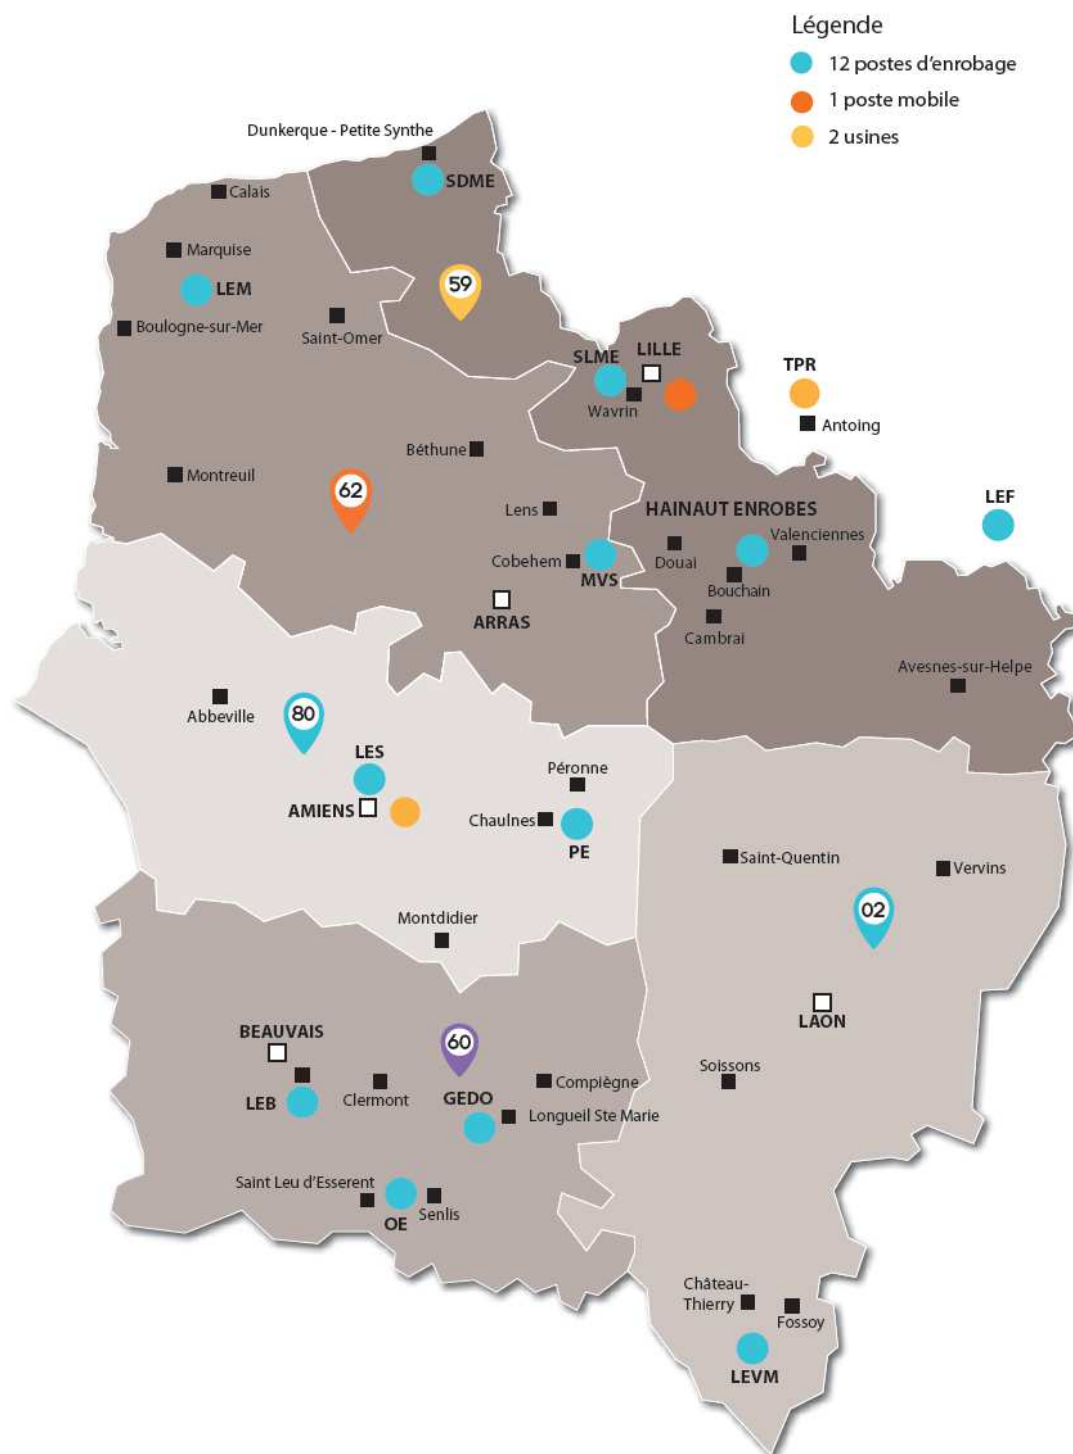 Légende
12 postes d'enrobage
1 poste mobile
2 usines
Dunkerque - Petite Synthe
SDME
Calais
Marquise
LEM
Boulogne-sur-Mer
Saint-Omer
59
SLME
LILLE
Wavrin
TPR
Antoing
Béthune
Montreuil
62
Lens
HAINAUT ENROBES
LEF
Valenciennes
Douai
Cobehem
MVS
Bouchain
ARRAS
Cambrai
Avesnes-sur-Helpe
Abbeville
80
LES
AMIENS
Péronne
Chaulnes
PE
Saint-Quentin
Vervins
02
Montdidier
LAON
BEAUVAIS
60
LEB
Clermont
GEDO
Compiègne
Longueil Ste Marie
Soissons
Saint Leu d'Esserent
OE
Senlis
Château-
Thierry
Fossoy
LEVM